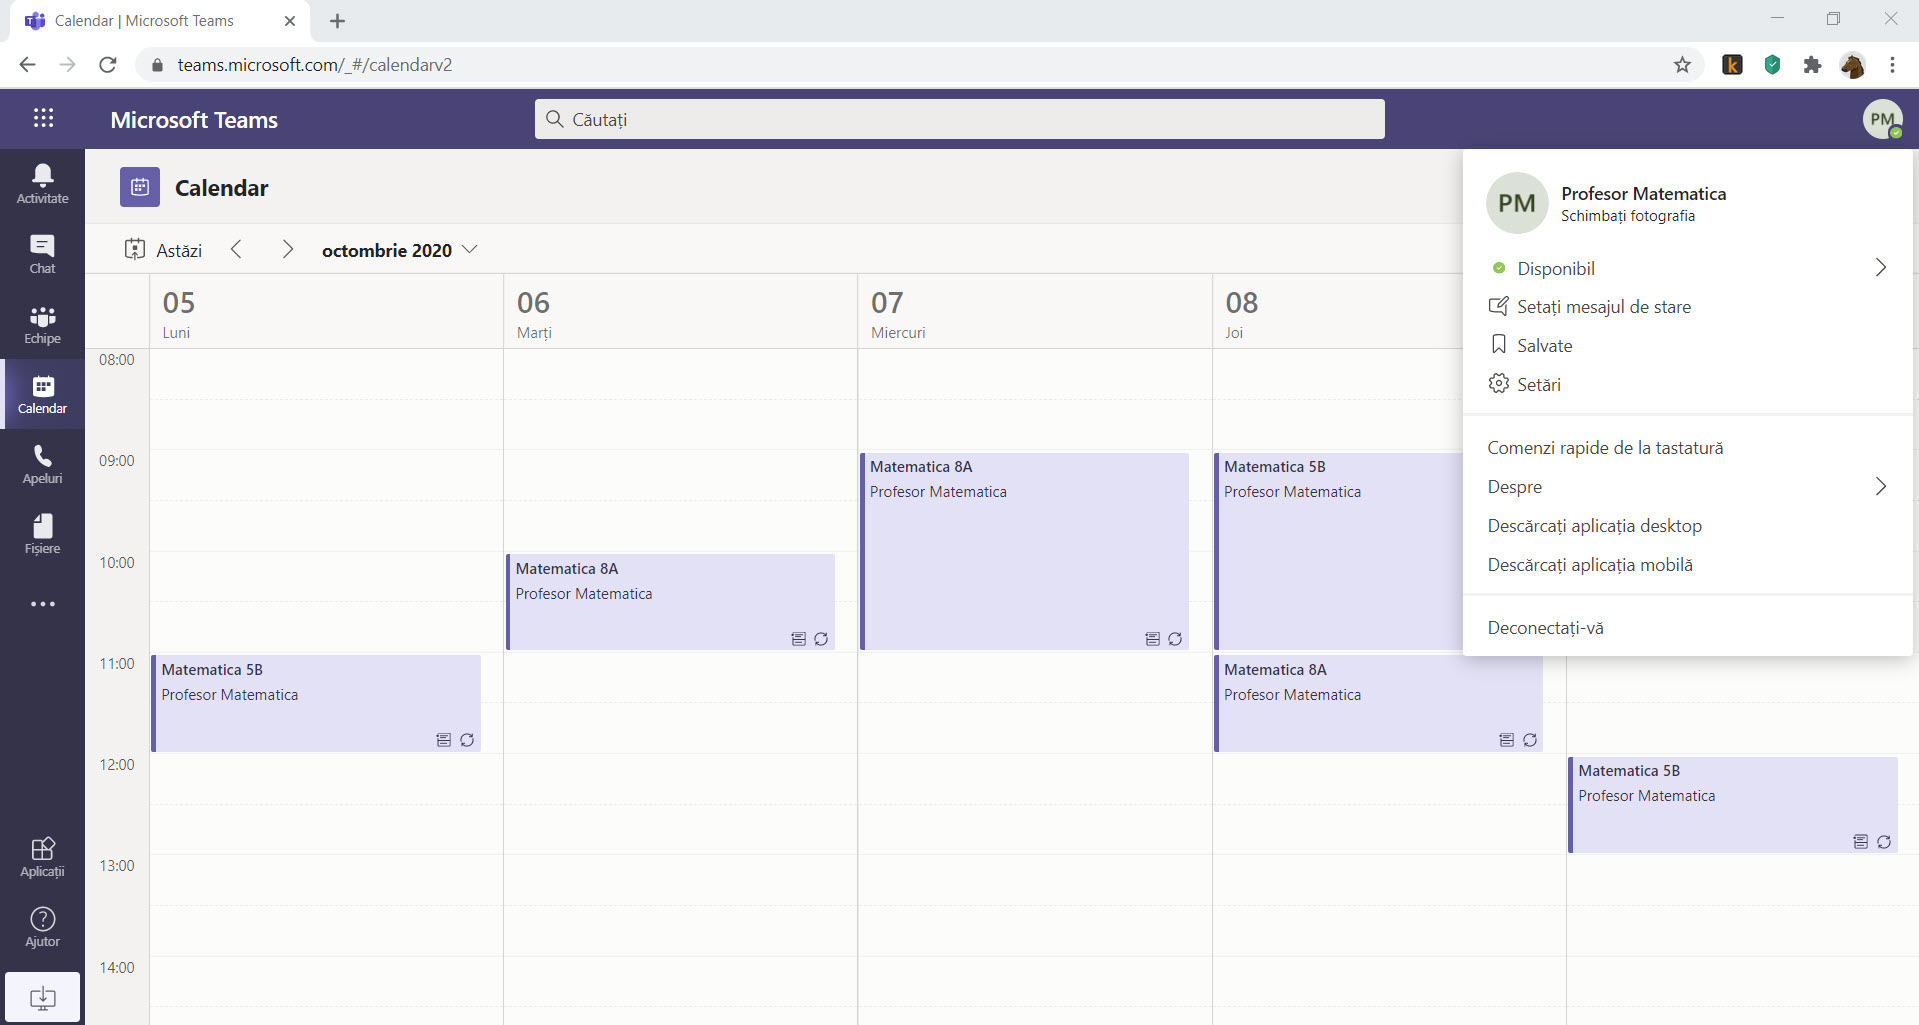 Calendar | Microsoft Teams
teams.microsoft.com/_#/calendarv2
k
Microsoft Teams
Căutați
PM
Activitate
Chat
Echipe
Calendar
Apeluri
Fișiere
Aplicații
Ajutor
Calendar
Astăzi
octombrie 2020
05
Luni
06
Marți
07
Miercuri
08
Joi
08:00
09:00
10:00
11:00
12:00
13:00
14:00
Matematica 5B
Profesor Matematica
Matematica 8A
Profesor Matematica
Matematica 8A
Profesor Matematica
Matematica 5B
Profesor Matematica
Matematica 8A
Profesor Matematica
Matematica 5B
Profesor Matematica
PM
Profesor Matematica
Schimbați fotografia
Disponibil
Setați mesajul de stare
Salvate
Setări
Comenzi rapide de la tastatură
Despre
Descărcați aplicația desktop
Descărcați aplicația mobilă
Deconectați-vă